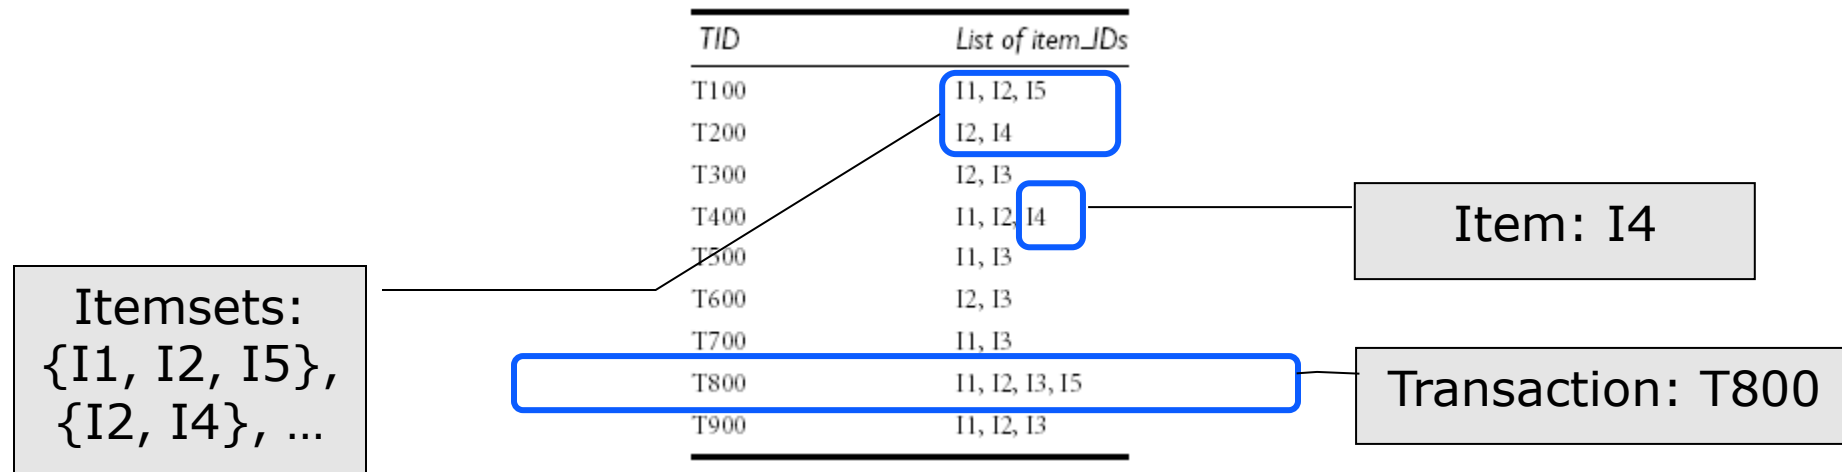 TID List of item_IDs
T100 I1, I2, I5
T200 I2, I4
T300 I2, I3
T400 I1, I2, I4
T500 I1, I3
T600 I2, I3
T700 I1, I3
T800 I1, I2, I3, I5
T900 I1, I2, I3
Itemsets:
{I1, I2, I5},
{I2, I4}, ...
Item: I4
Transaction: T800